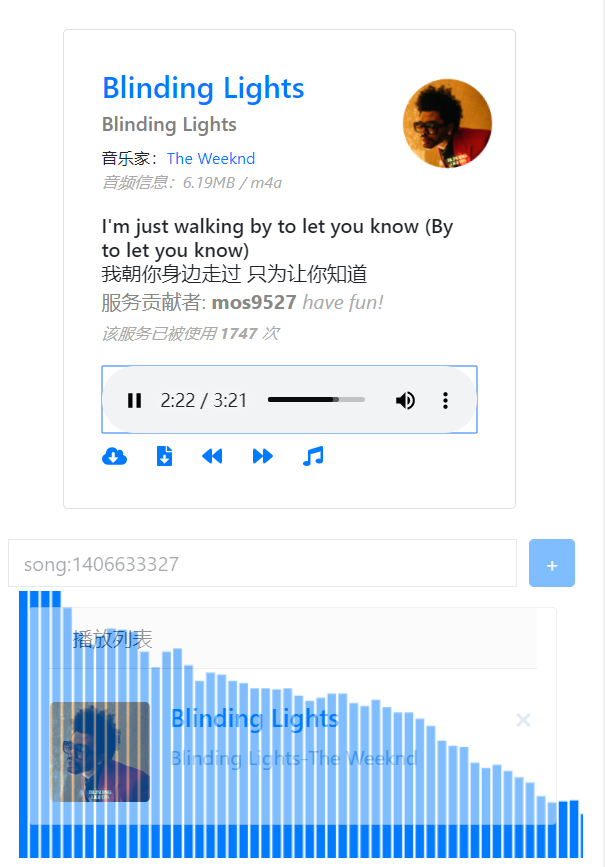 Blinding Lights
Blinding Lights
音乐家：The Weeknd
音频信息：6.19MB / m4a
I'm just walking by to let you know (By
to let you know)
我朝你身边走过 只为让你知道
服务贡献者: mos9527 have fun!
该服务已被使用 1747 次
2:22 / 3:21
song:1406633327
+
播放列表
Blinding Lights
Blinding Lights-The Weeknd